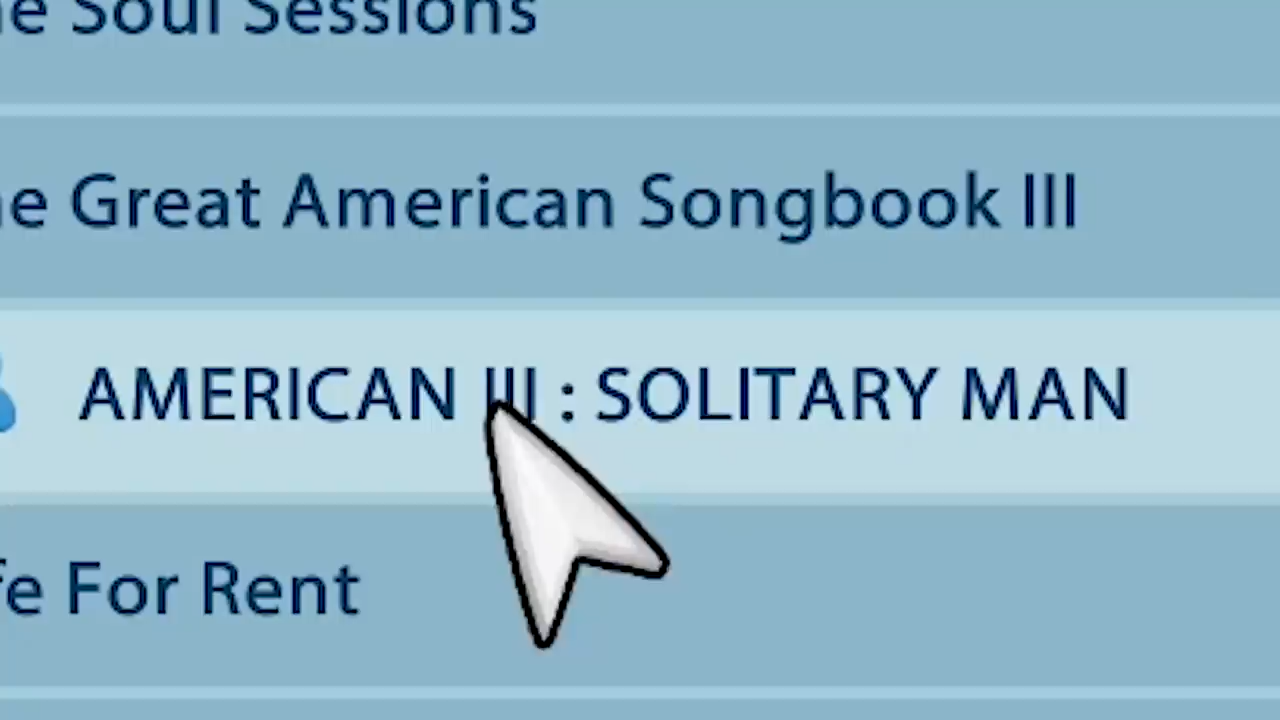 e Soul Sessions
e Great American Songbook III
AMERICAN III : SOLITARY MAN
fe For Rent